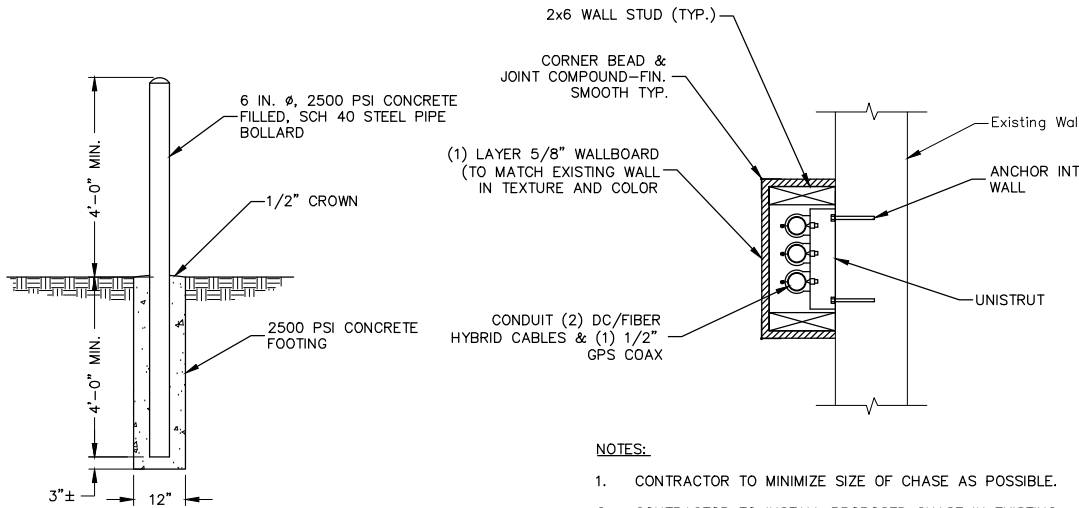 4'-0" MIN.
6 IN. ø, 2500 PSI CONCRETE
FILLED, SCH 40 STEEL PIPE
BOLLARD
1/2" CROWN
4'-0" MIN.
2500 PSI CONCRETE
FOOTING
3"±
12"
2x6 WALL STUD (TYP.)
CORNER BEAD &
JOINT COMPOUND-FIN.
SMOOTH TYP.
(1) LAYER 5/8" WALLBOARD
(TO MATCH EXISTING WALL
IN TEXTURE AND COLOR
CONDUIT (2) DC/FIBER
HYBRID CABLES & (1) 1/2"
GPS COAX
Existing
ANCHOR
WALL
UNISTRUT
NOTES:
1. CONTRACTOR TO MINIMIZE SIZE OF CHASE AS POSSIBLE.